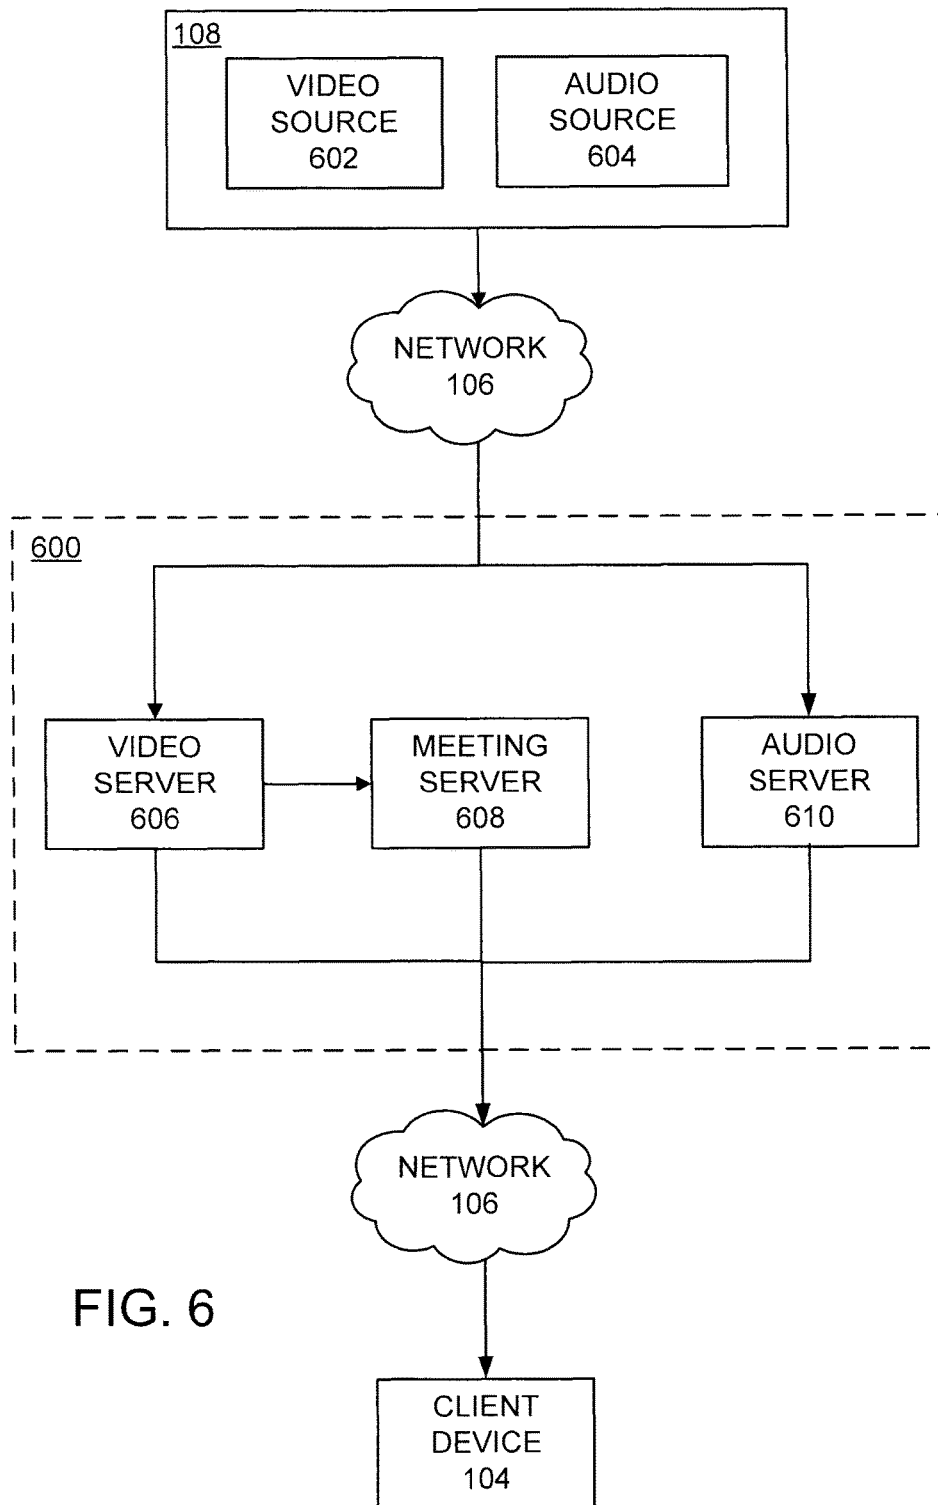 108
VIDEO
SOURCE
602
AUDIO
SOURCE
604
NETWORK
106
600
VIDEO
SERVER
606
MEETING
SERVER
608
AUDIO
SERVER
610
NETWORK
106
FIG. 6
CLIENT
DEVICE
104